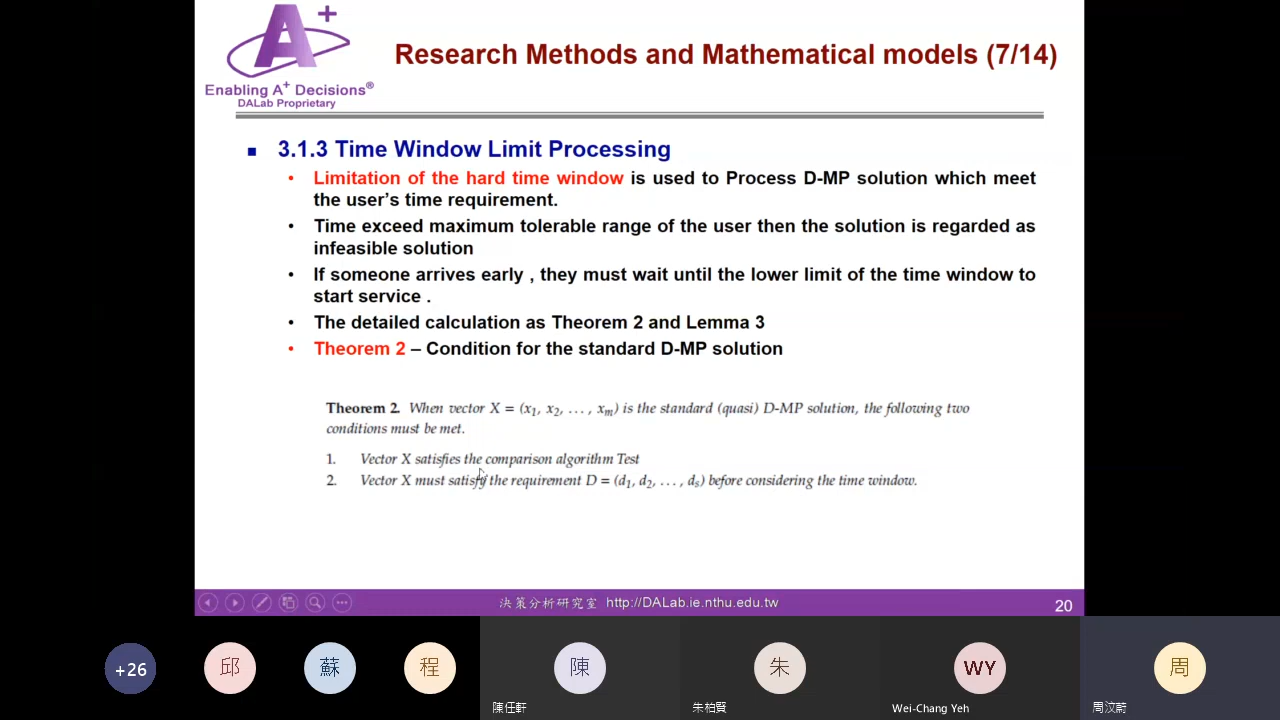 A+
Enabling A+ Decisions®
DALab Proprietary
Research Methods and Mathematical models (7/14)
3.1.3 Time Window Limit Processing
Limitation of the hard time window is used to Process D-MP solution which meet
the user's time requirement.
Time exceed maximum tolerable range of the user then the solution is regarded as
infeasible solution
If someone arrives early , they must wait until the lower limit of the time window to
start service .
The detailed calculation as Theorem 2 and Lemma 3
Theorem 2 – Condition for the standard D-MP solution
Theorem 2. When vector X = (x1, x2, . . . , xm) is the standard (quasi) D-MP solution, the following two
conditions must be met.
1. Vector X satisfies the comparison algorithm Test
2. Vector X must satisfy the requirement D = (d1, d2, . . . , ds) before considering the time window.
決策分析研究室 http://DALab.ie.nthu.edu.tw
20
+26
邱
蘇
程
陳
朱
WY
周
陳任軒
朱柏賢
Wei-Chang Yeh
周汶蔚